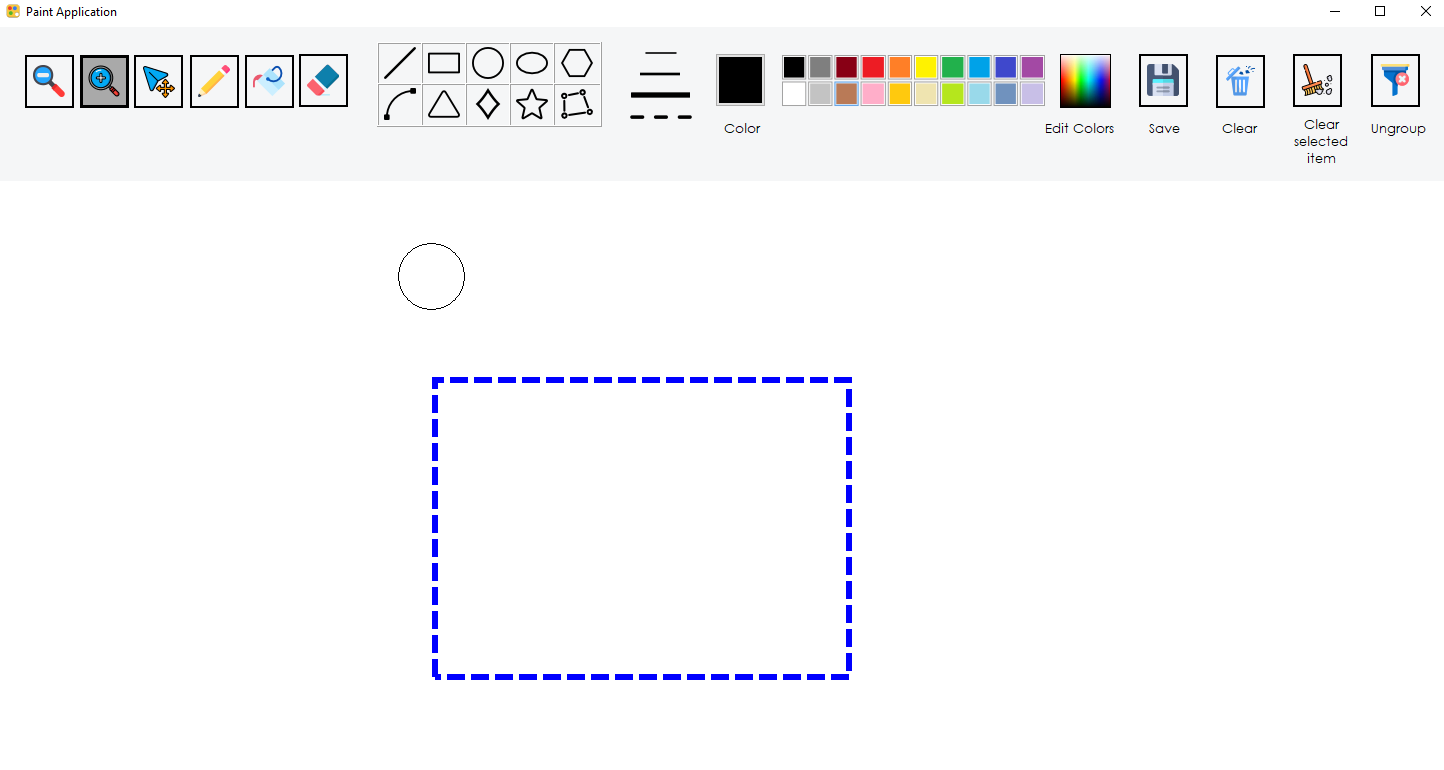 Paint Application
Color
Edit Colors
Save
Clear
Clear
selected
item
Ungroup